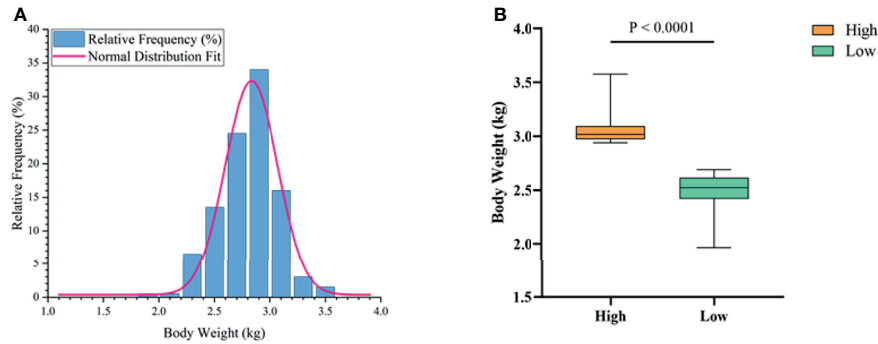 A
Relative Frequency (%)
Normal Distribution Fit
Relative Frequency (%)
40
35
30
25
20
15
10
5
0
1.0 1.5 2.0 2.5 3.0 3.5 4.0
Body Weight (kg)
B
P < 0.0001
High
Low
Body Weight (kg)
4.0
3.5
3.0
2.5
2.0
1.5
High Low